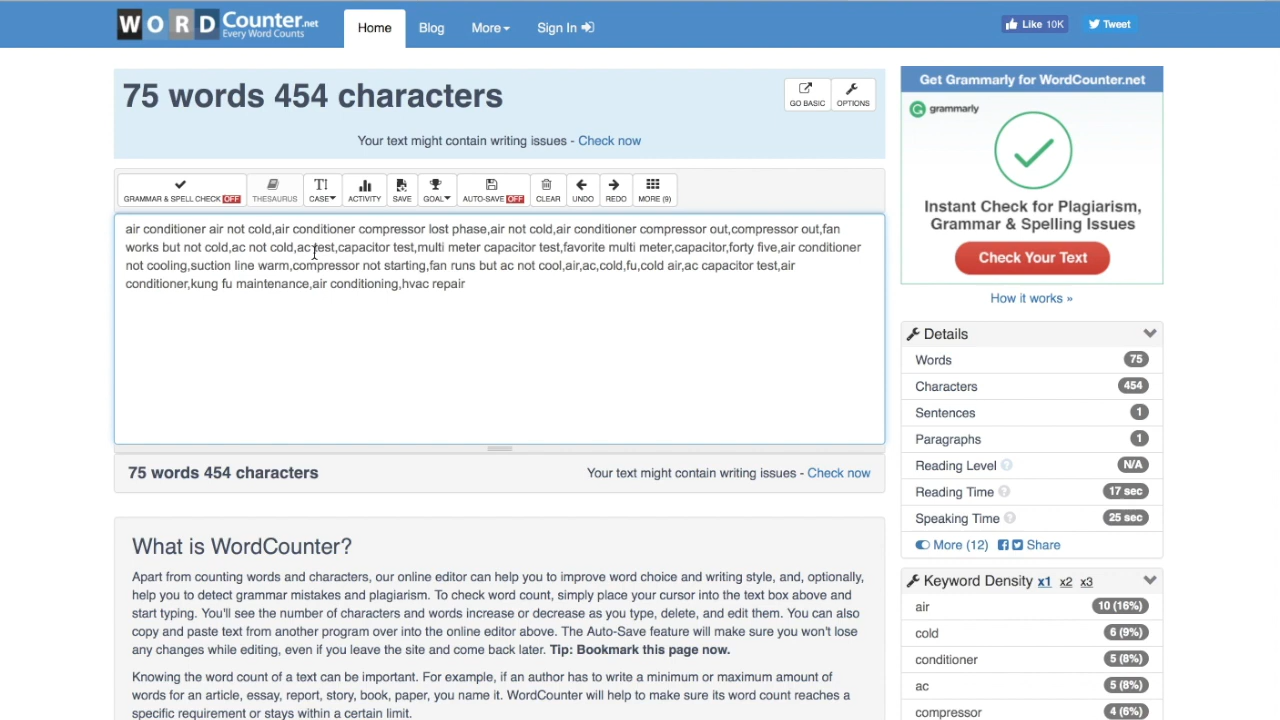 WORD Counter.net
Every Word Counts
Home
Blog
More
Sign In
Like 10K
Tweet
75 words 454 characters
GO BASIC
OPTIONS
Your text might contain writing issues - Check now
GRAMMAR & SPELL CHECK OFF
THESAURUS
CASE
ACTIVITY
SAVE
GOAL
AUTO-SAVE OFF
CLEAR
UNDO
REDO
MORE (9)
air conditioner air not cold,air conditioner compressor lost phase,air not cold,air conditioner compressor out,compressor out,fan
works but not cold,ac not cold,ac test,capacitor test,multi meter capacitor test,favorite multi meter,capacitor,forty five,air conditioner
not cooling,suction line warm,compressor not starting,fan runs but ac not cool,air,ac,cold,fu,cold air,ac capacitor test,air
conditioner,kung fu maintenance,air conditioning,hvac repair
75 words 454 characters
Your text might contain writing issues - Check now
What is WordCounter?
Apart from counting words and characters, our online editor can help you to improve word choice and writing style, and, optionally,
help you to detect grammar mistakes and plagiarism. To check word count, simply place your cursor into the text box above and
start typing. You'll see the number of characters and words increase or decrease as you type, delete, and edit them. You can also
copy and paste text from another program over into the online editor above. The Auto-Save feature will make sure you won't lose
any changes while editing, even if you leave the site and come back later. Tip: Bookmark this page now.
Knowing the word count of a text can be important. For example, if an author has to write a minimum or maximum amount of
words for an article, essay, report, story, book, paper, you name it. WordCounter will help to make sure its word count reaches a
specific requirement or stays within a certain limit.
Get Grammarly for WordCounter.net
grammarly
Instant Check for Plagiarism,
Grammar & Spelling Issues
Check Your Text
How it works »
Details
Words 75
Characters 454
Sentences 1
Paragraphs 1
Reading Level ? N/A
Reading Time ? 17 sec
Speaking Time ? 25 sec
More (12) Share
Keyword Density x1 x2 x3
air 10 (16%)
cold 6 (9%)
conditioner 5 (8%)
ac 5 (8%)
compressor 4 (6%)